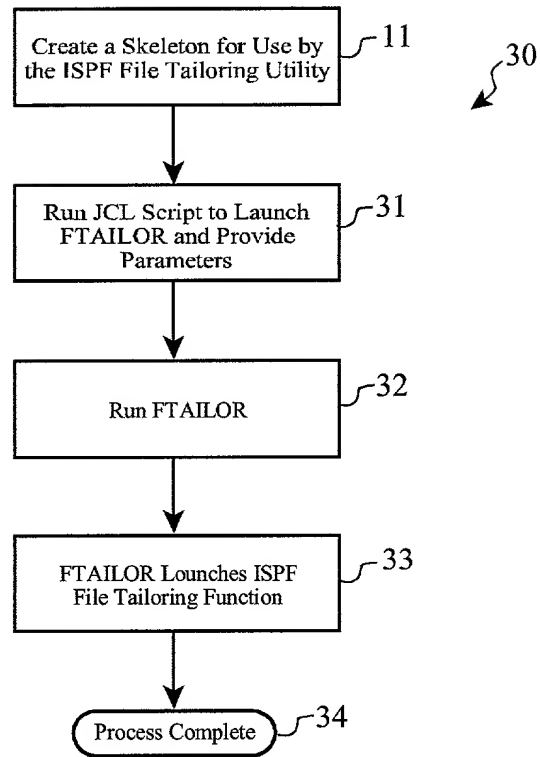 Create a Skeleton for Use by
the ISPF File Tailoring Utility
11
30
Run JCL Script to Launch
FTAILOR and Provide
Parameters
31
Run FTAILOR
32
FTAILOR Lounches ISPF
File Tailoring Function
33
Process Complete
34